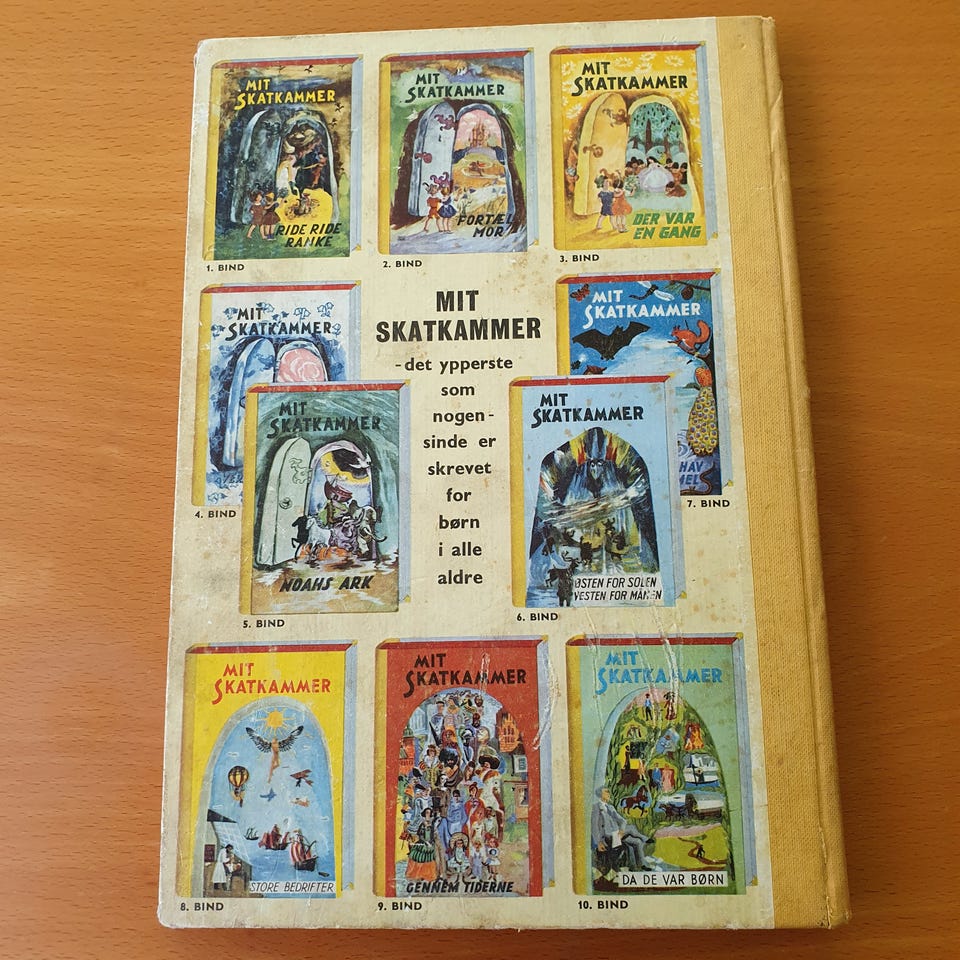 MIT
SKATKAMMER
RIDE RIDE
RANKE
1. BIND
MIT
SKATKAMMER
FORTÆL
MOR!
2. BIND
MIT
SKATKAMMER
DER VAR
EN GANG
3. BIND
MIT
SKATKAMMER
4. BIND
MIT
SKATKAMMER
-det ypperste
som
nogen-
sinde er
skrevet
for
børn
i alle
aldre
MIT
SKATKAMMER
HAV
7. BIND
MIT
SKATKAMMER
NOAHS ARK
5. BIND
MIT
SKATKAMMER
ØSTEN FOR SOLEN
VESTEN FOR MÅNEN
6. BIND
MIT
SKATKAMMER
STORE BEDRIFTER
8. BIND
MIT
SKATKAMMER
GENNEM TIDERNE
9. BIND
MIT
SKATKAMMER
DA DE VAR BØRN
10. BIND